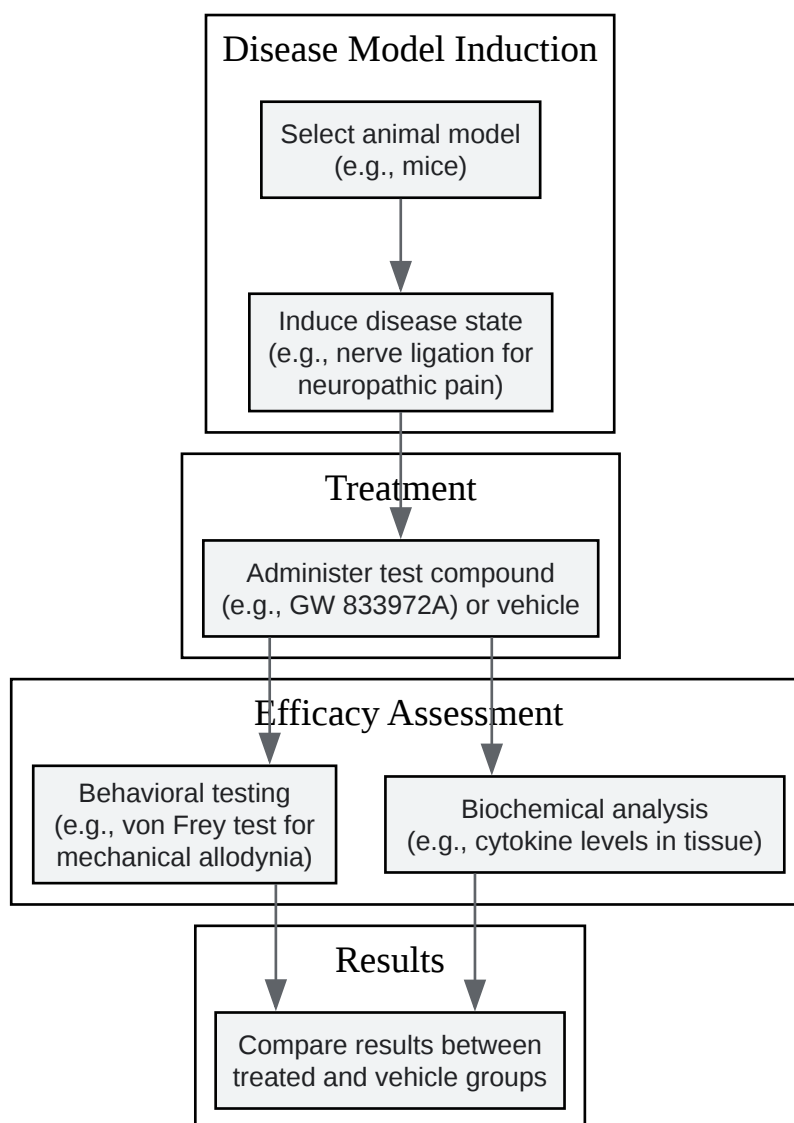 Disease Model Induction
Select animal model
(e.g., mice)
Induce disease state
(e.g., nerve ligation for
neuropathic pain)
Treatment
Administer test compound
(e.g., GW 833972A) or vehicle
Efficacy Assessment
Behavioral testing
(e.g., von Frey test for
mechanical allodynia)
Biochemical analysis
(e.g., cytokine levels in tissue)
Results
Compare results between
treated and vehicle groups